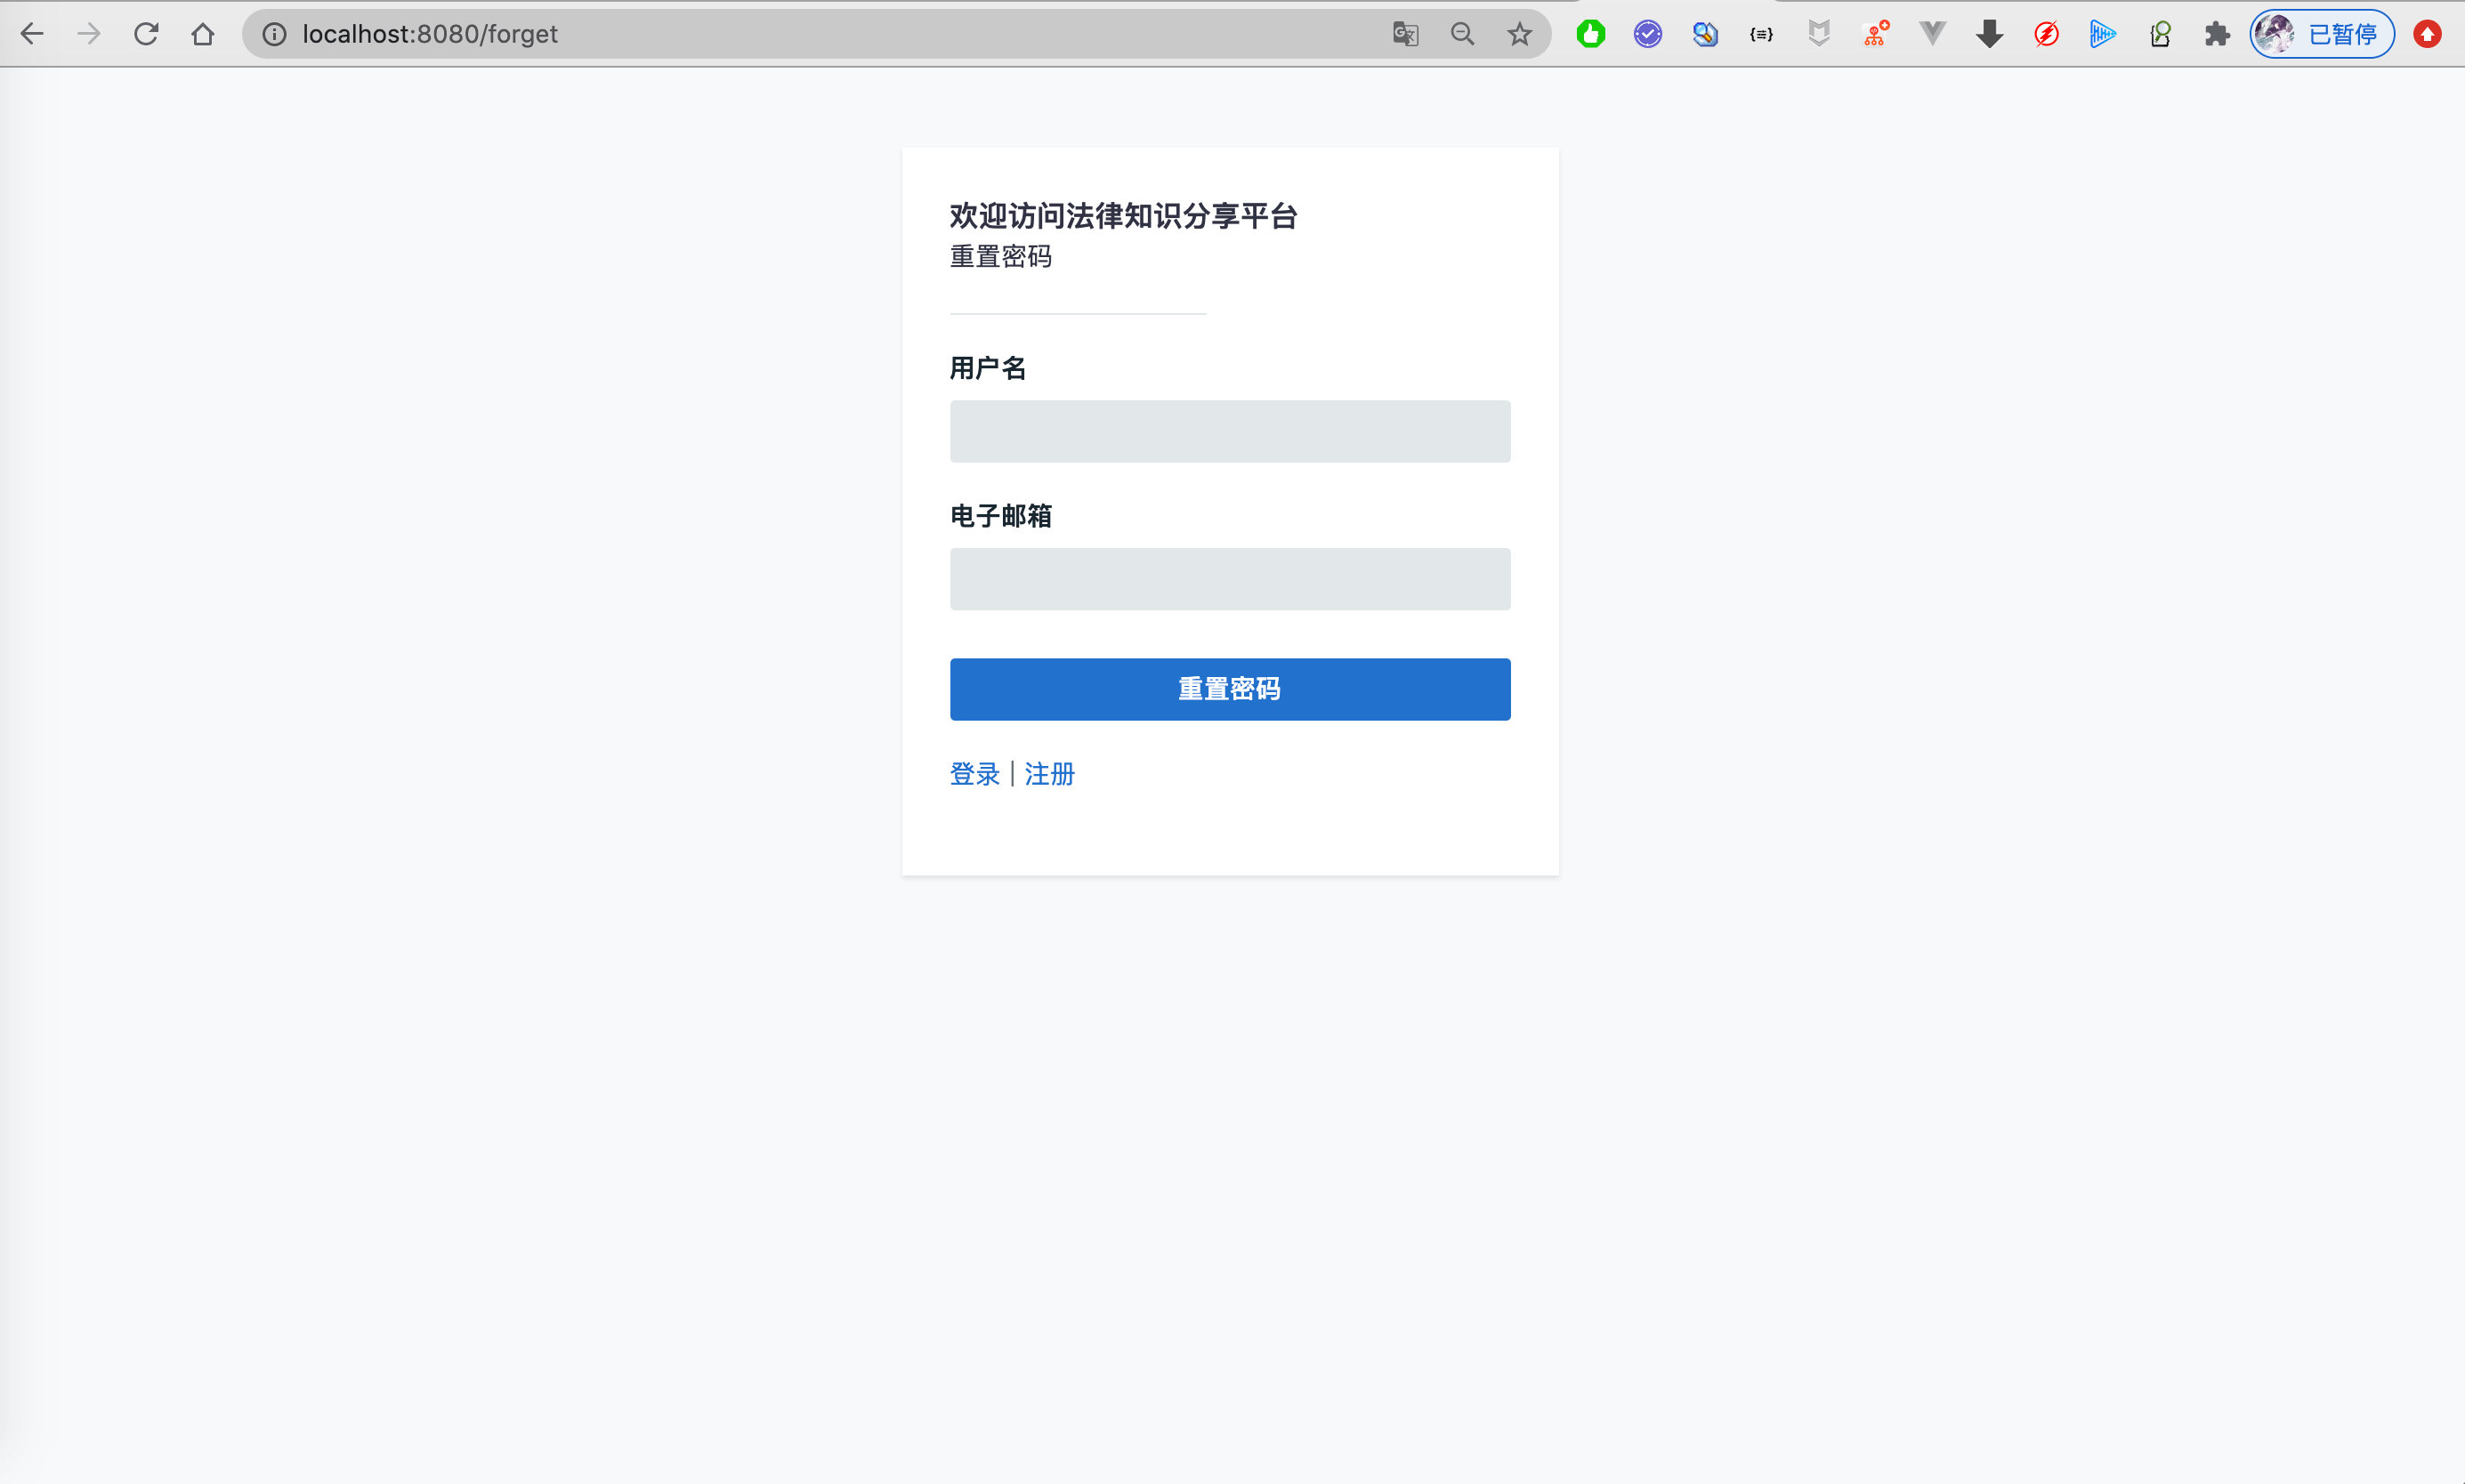 localhost:8080/forget
已暂停
欢迎访问法律知识分享平台
重置密码
用户名
电子邮箱
重置密码
登录 | 注册